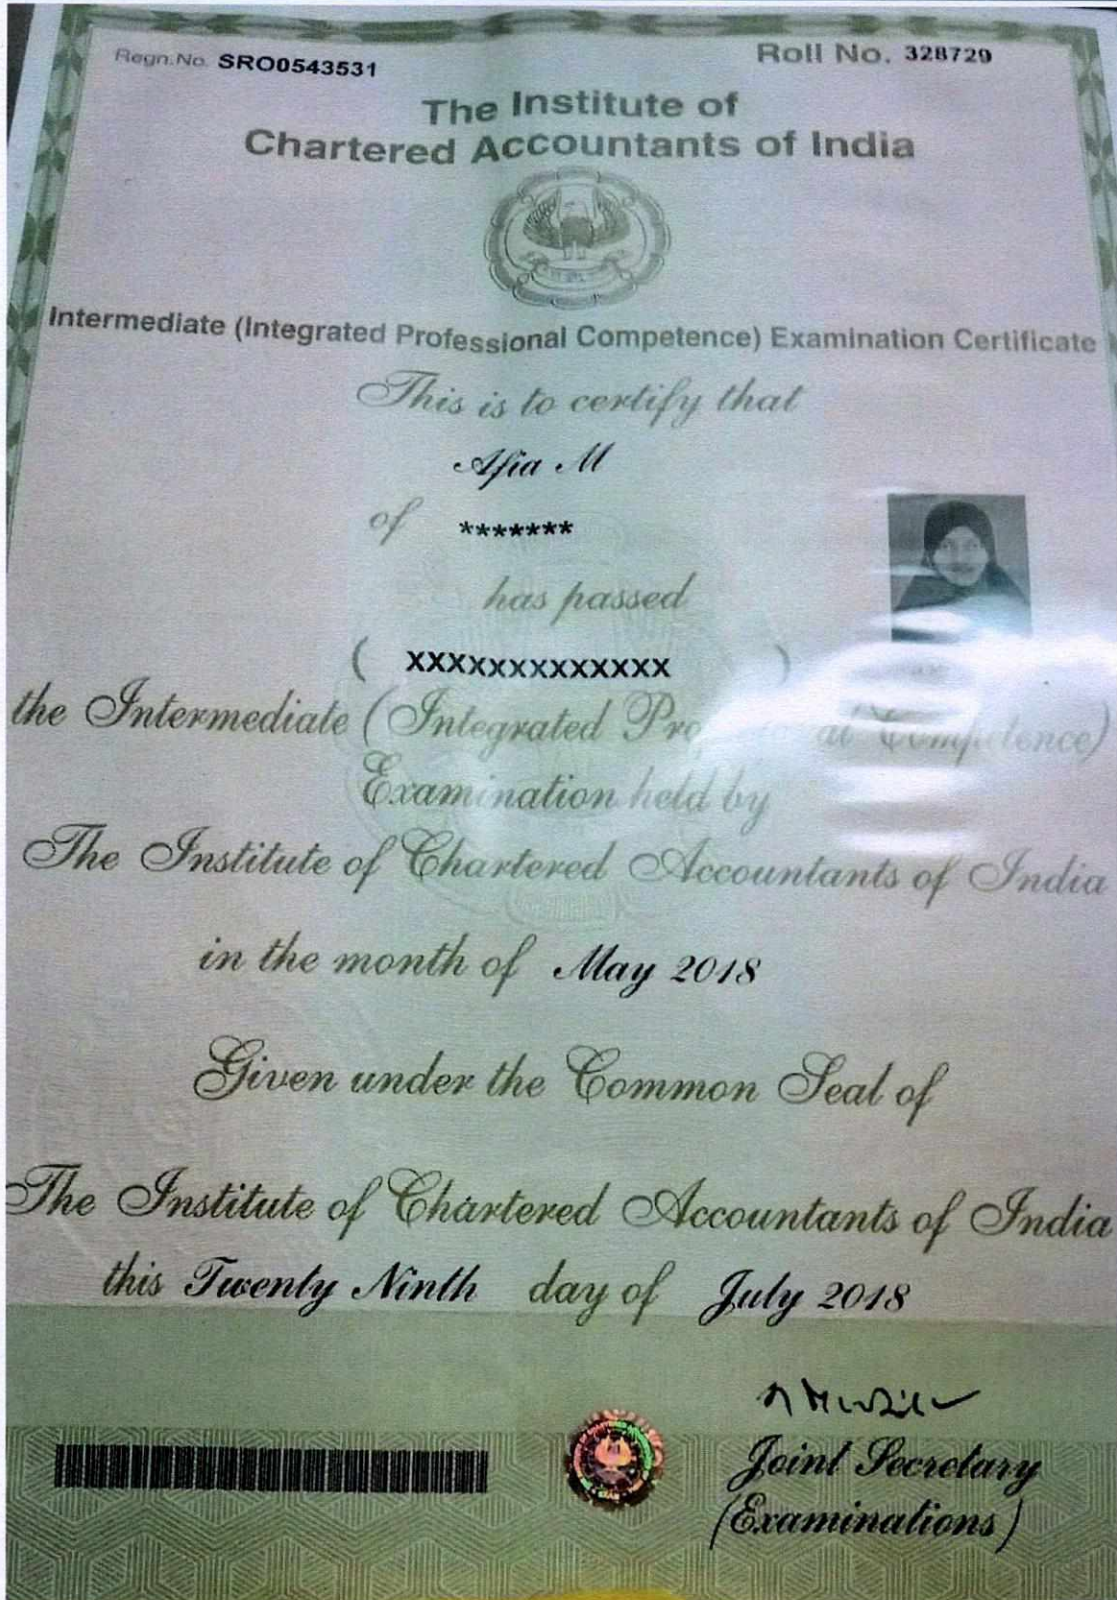 Regn.No. SRO0543531
Roll No. 328729
The Institute of
Chartered Accountants of India
Intermediate (Integrated Professional Competence) Examination Certificate
This is to certify that
Afia M
of *******
has passed
( XXXXXXXXXXXXX )
the Intermediate (Integrated Competence)
Examination held by
The Institute of Chartered Accountants of India
in the month of May 2018
Given under the Common Seal of
The Institute of Chartered Accountants of India
this Twenty Ninth day of July 2018
Joint Secretary
(Examinations)